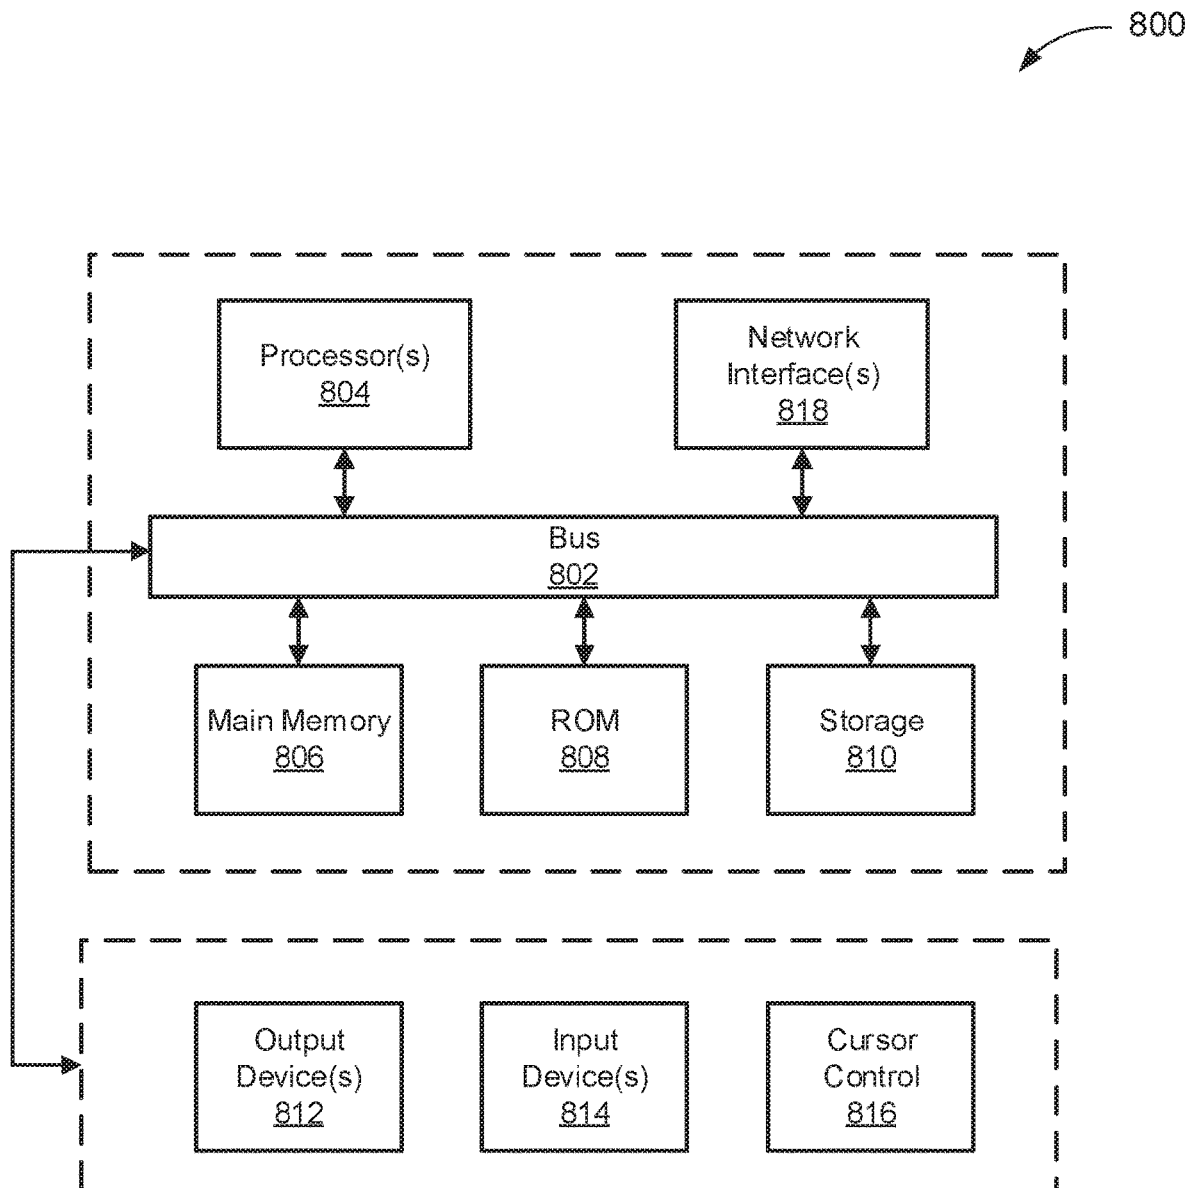 800
Processor(s)
804
Network
Interface(s)
818
Bus
802
Main Memory
806
ROM
808
Storage
810
Output
Device(s)
812
Input
Device(s)
814
Cursor
Control
816